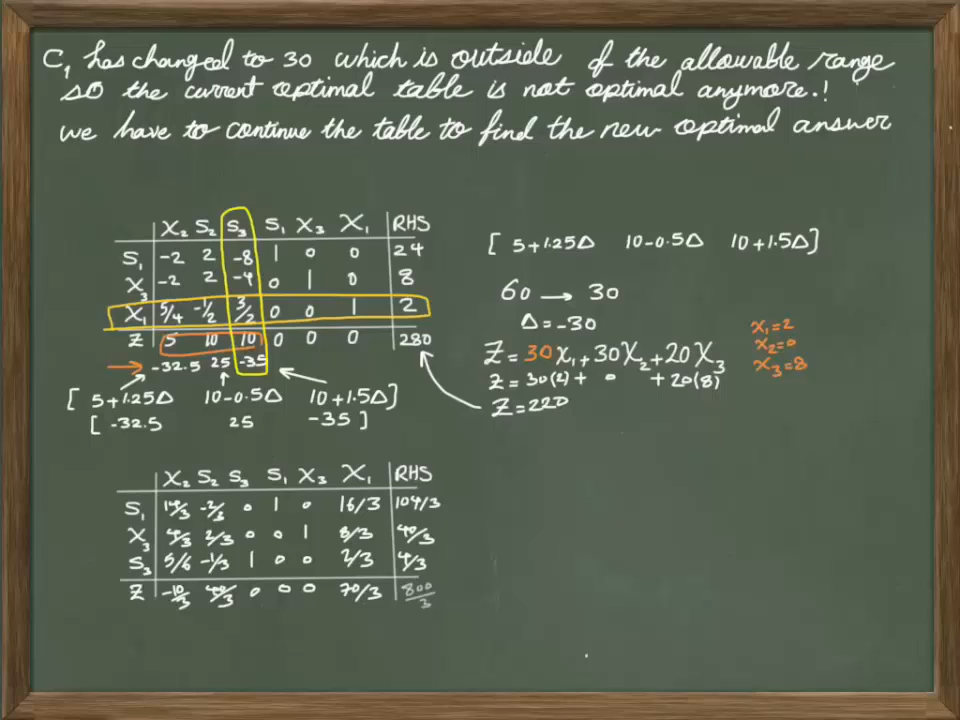 C₁ has changed to 30 which is outside of the allowable range
so the current optimal table is not optimal anymore.!
we have to continue the table to find the new optimal answer
X₂ S₂ S₃ S₁ X₃ X₁ RHS
S₁ -2 2 -8 1 0 0 24
X₃ -2 2 -4 0 1 0 8
X₁ 5/4 -1/2 3/2 0 0 1 2
Z 5 10 10 0 0 0 280
→ -32.5 25 -35
[ 5+1.25Δ 10-0.5Δ 10+1.5Δ]
[ -32.5 25 -35 ]
[ 5+1.25Δ 10-0.5Δ 10+1.5Δ]
60 → 30
Δ=-30
Z = 30X₁+30X₂+20X₃
Z = 30(2)+ 0 +20(8)
Z=220
X₁=2
X₂=0
X₃=8
X₂ S₂ S₃ S₁ X₃ X₁ RHS
S₁ 14/3 -2/3 0 1 0 16/3 104/3
X₃ 4/3 2/3 0 0 1 8/3 40/3
S₃ 5/6 -1/3 1 0 0 2/3 4/3
Z -10/3 40/3 0 0 0 70/3 800/3